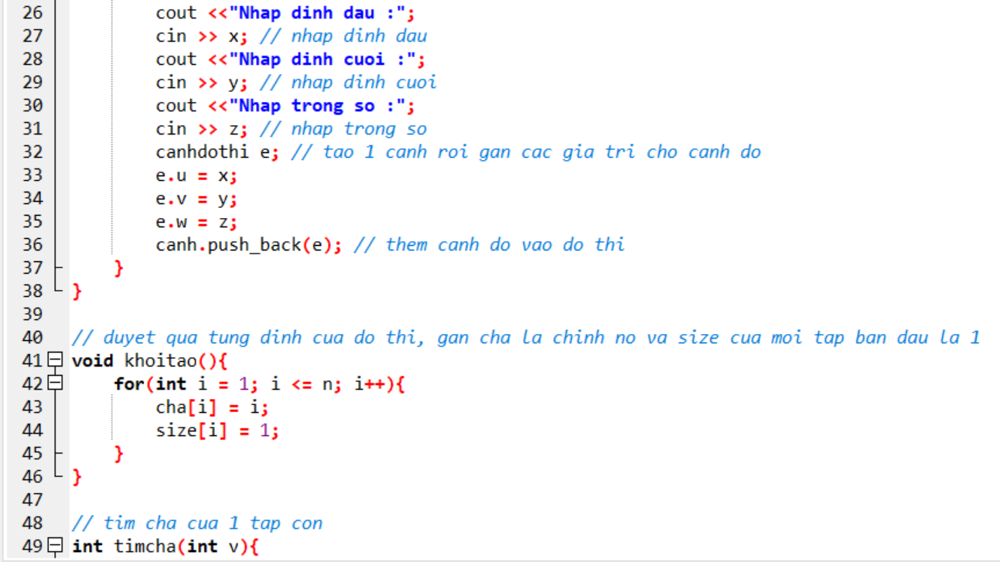 26 cout <<"Nhap dinh dau :";
27 cin >> x; // nhap dinh dau
28 cout <<"Nhap dinh cuoi :";
29 cin >> y; // nhap dinh cuoi
30 cout <<"Nhap trong so :";
31 cin >> z; // nhap trong so
32 canhdothi e; // tao 1 canh roi gan cac gia tri cho canh do
33 e.u = x;
34 e.v = y;
35 e.w = z;
36 canh.push_back(e); // them canh do vao do thi
37 }
38 }
39
40 // duyet qua tung dinh cua do thi, gan cha la chinh no va size cua moi tap ban dau la 1
41 void khoitao(){
42 for(int i = 1; i <= n; i++){
43 cha[i] = i;
44 size[i] = 1;
45 }
46 }
47
48 // tim cha cua 1 tap con
49 int timcha(int v){